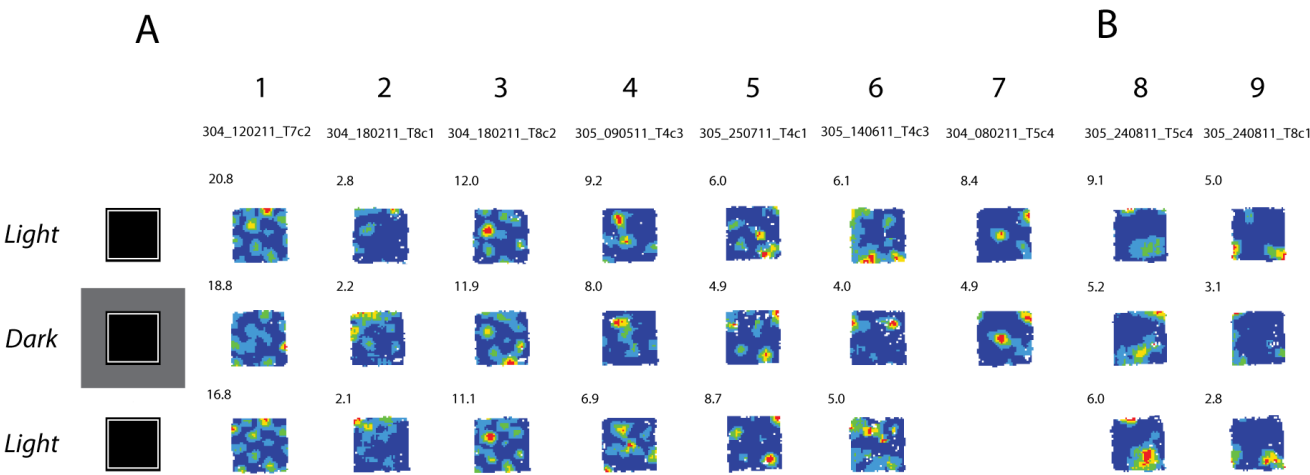 A B
1 2 3 4 5 6 7 8 9
304_120211_T7c2 304_180211_T8c1 304_180211_T8c2 305_090511_T4c3 305_250711_T4c1 305_140611_T4c3 304_080211_T5c4 305_240811_T5c4 305_240811_T8c1
20.8 2.8 12.0 9.2 6.0 6.1 8.4 9.1 5.0
Light
18.8 2.2 11.9 8.0 4.9 4.0 4.9 5.2 3.1
Dark
16.8 2.1 11.1 6.9 8.7 5.0 6.0 2.8
Light